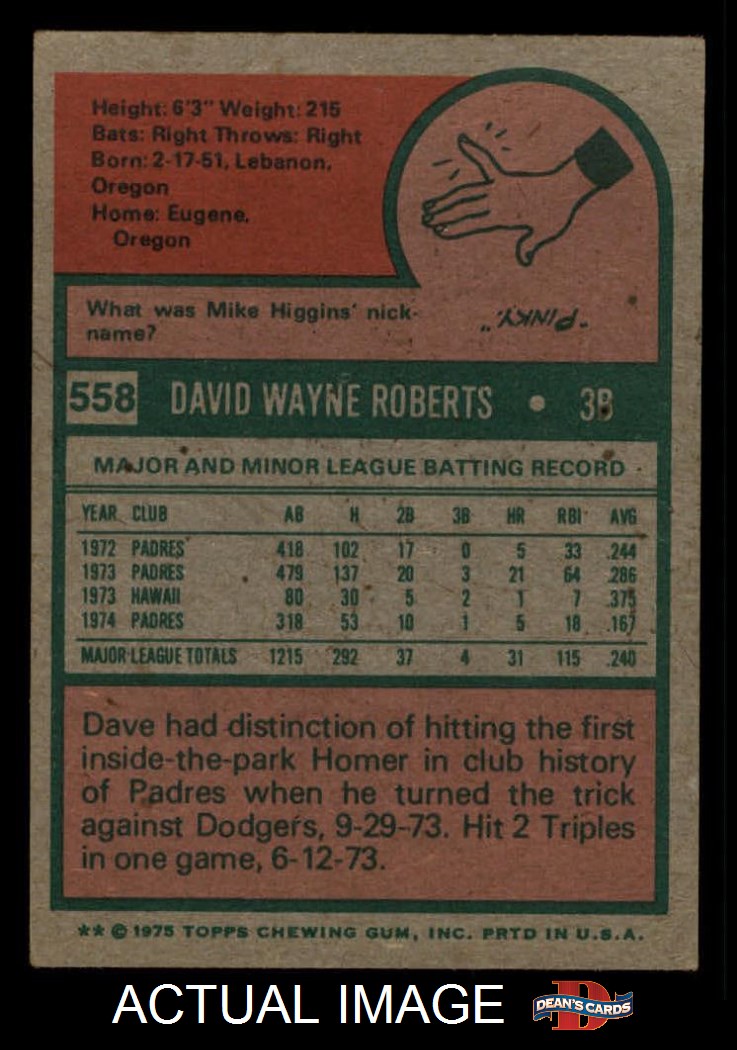 Height: 6'3" Weight: 215
Bats: Right Throws: Right
Born: 2-17-51, Lebanon,
Oregon
Home: Eugene,
Oregon
What was Mike Higgins' nick-
name?
"PINKY."
558 DAVID WAYNE ROBERTS • 3B
MAJOR AND MINOR LEAGUE BATTING RECORD
YEAR CLUB AB H 2B 3B HR RBI AVG
1972 PADRES 418 102 17 0 5 33 .244
1973 PADRES 479 137 20 3 21 64 .286
1973 HAWAII 80 30 5 2 1 7 .375
1974 PADRES 318 53 10 1 5 18 .167
MAJOR LEAGUE TOTALS 1215 292 37 4 31 115 .240
Dave had distinction of hitting the first
inside-the-park Homer in club history
of Padres when he turned the trick
against Dodgers, 9-29-73. Hit 2 Triples
in one game, 6-12-73.
** © 1975 TOPPS CHEWING GUM, INC. PRTD IN U.S.A.
ACTUAL IMAGE
D
DEAN'S CARDS